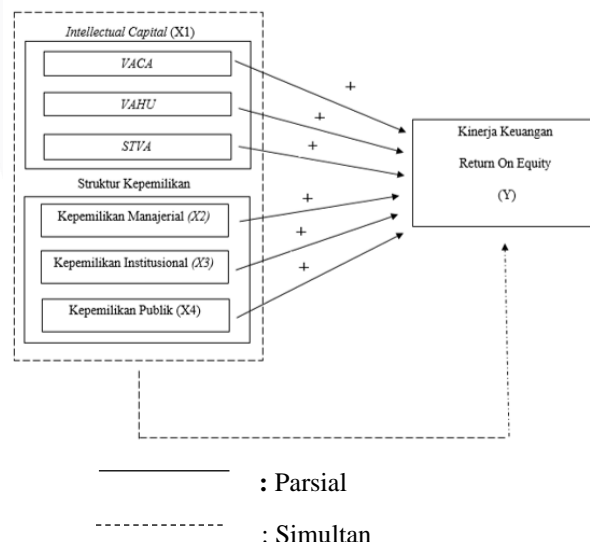 Intellectual Capital (X1)
VACA
VAHU
STVA
Struktur Kepemilikan
Kepemilikan Manajerial (X2)
Kepemilikan Institusional (X3)
Kepemilikan Publik (X4)
+
+
+
+
+
+
Kinerja Keuangan
Return On Equity
(Y)
: Parsial
: Simultan